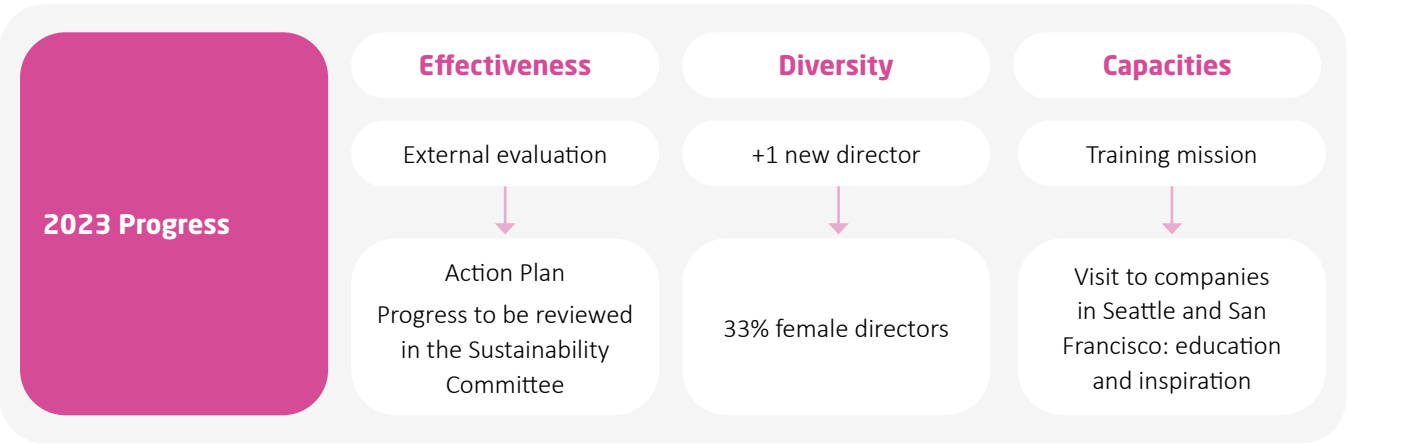 2023 Progress
Effectiveness
External evaluation
Action Plan
Progress to be reviewed
in the Sustainability
Committee
Diversity
+1 new director
33% female directors
Capacities
Training mission
Visit to companies
in Seattle and San
Francisco: education
and inspiration